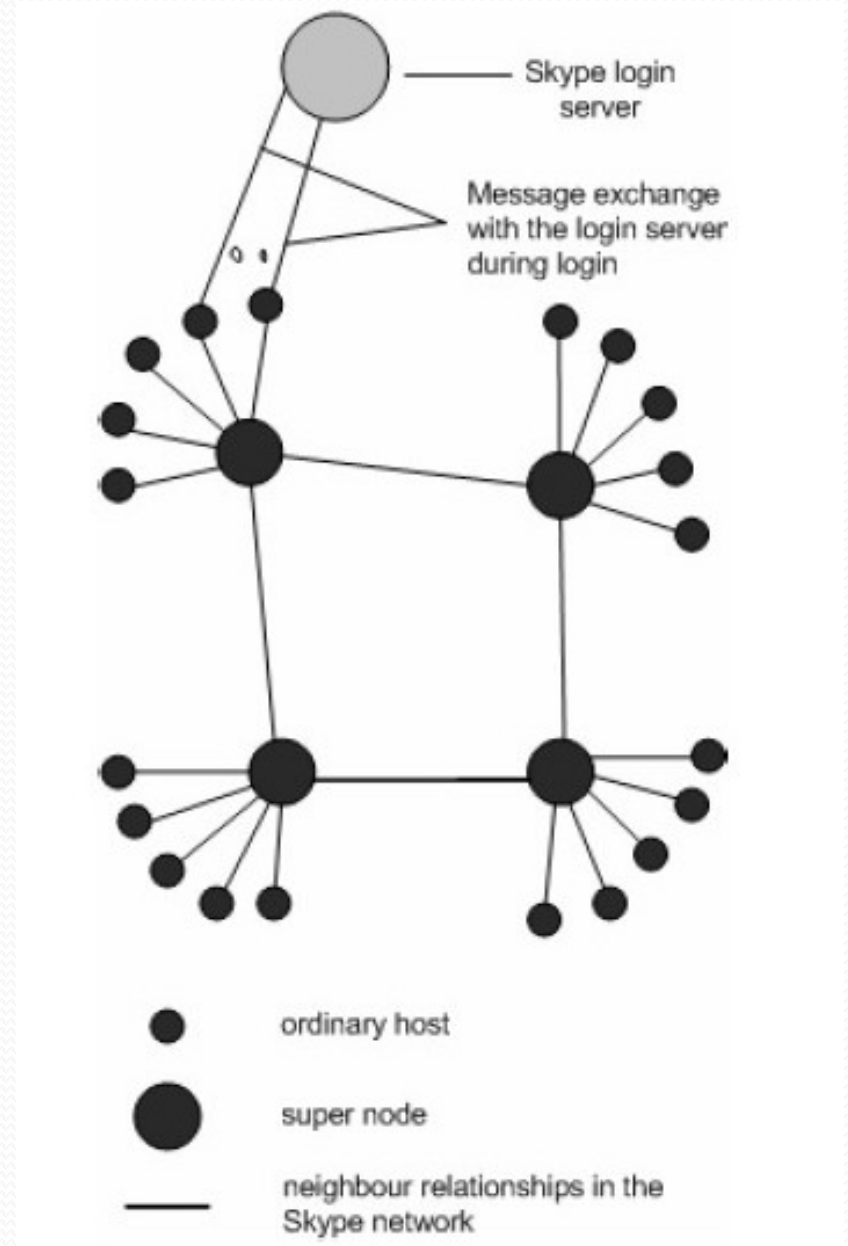 Skype login
server
Message exchange
with the login server
during login
ordinary host
super node
neighbour relationships in the
Skype network